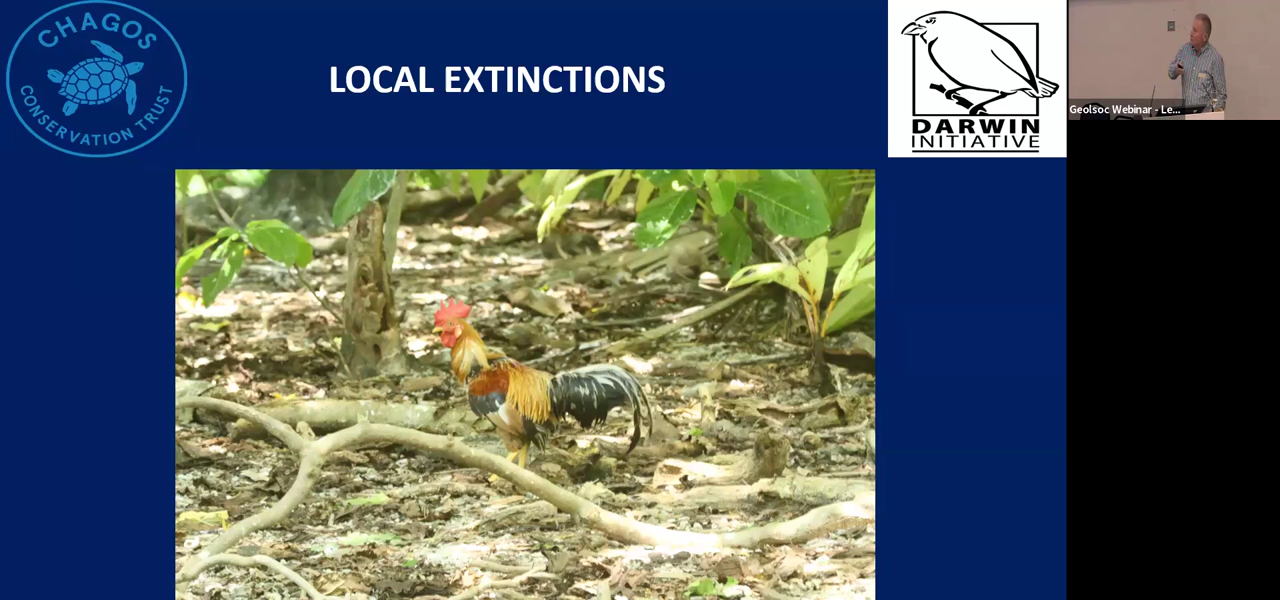 CHAGOS
CONSERVATION TRUST
LOCAL EXTINCTIONS
DARWIN
INITIATIVE
Geolsoc Webinar - Le...